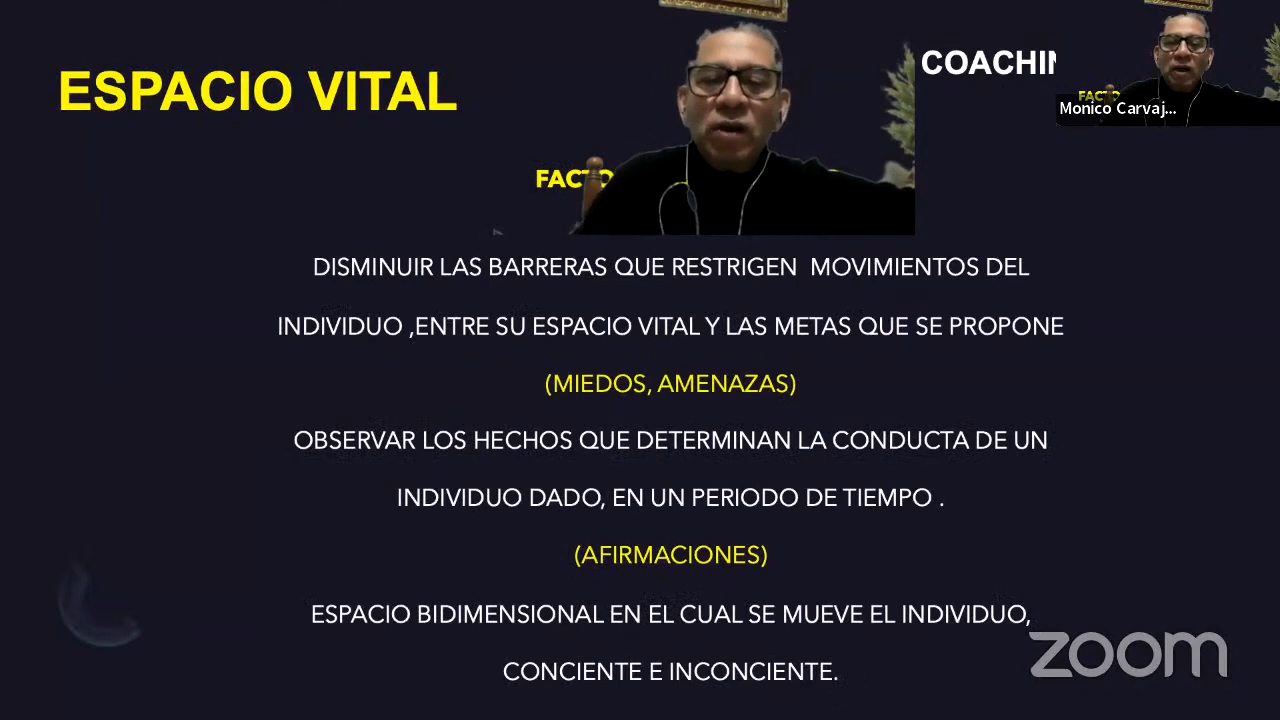 ESPACIO VITAL
COACHIN
FACTO
Monico Carvaj...
FACTO
DISMINUIR LAS BARRERAS QUE RESTRIGEN MOVIMIENTOS DEL
INDIVIDUO ,ENTRE SU ESPACIO VITAL Y LAS METAS QUE SE PROPONE
(MIEDOS, AMENAZAS)
OBSERVAR LOS HECHOS QUE DETERMINAN LA CONDUCTA DE UN
INDIVIDUO DADO, EN UN PERIODO DE TIEMPO .
(AFIRMACIONES)
ESPACIO BIDIMENSIONAL EN EL CUAL SE MUEVE EL INDIVIDUO,
CONCIENTE E INCONCIENTE.
zoom